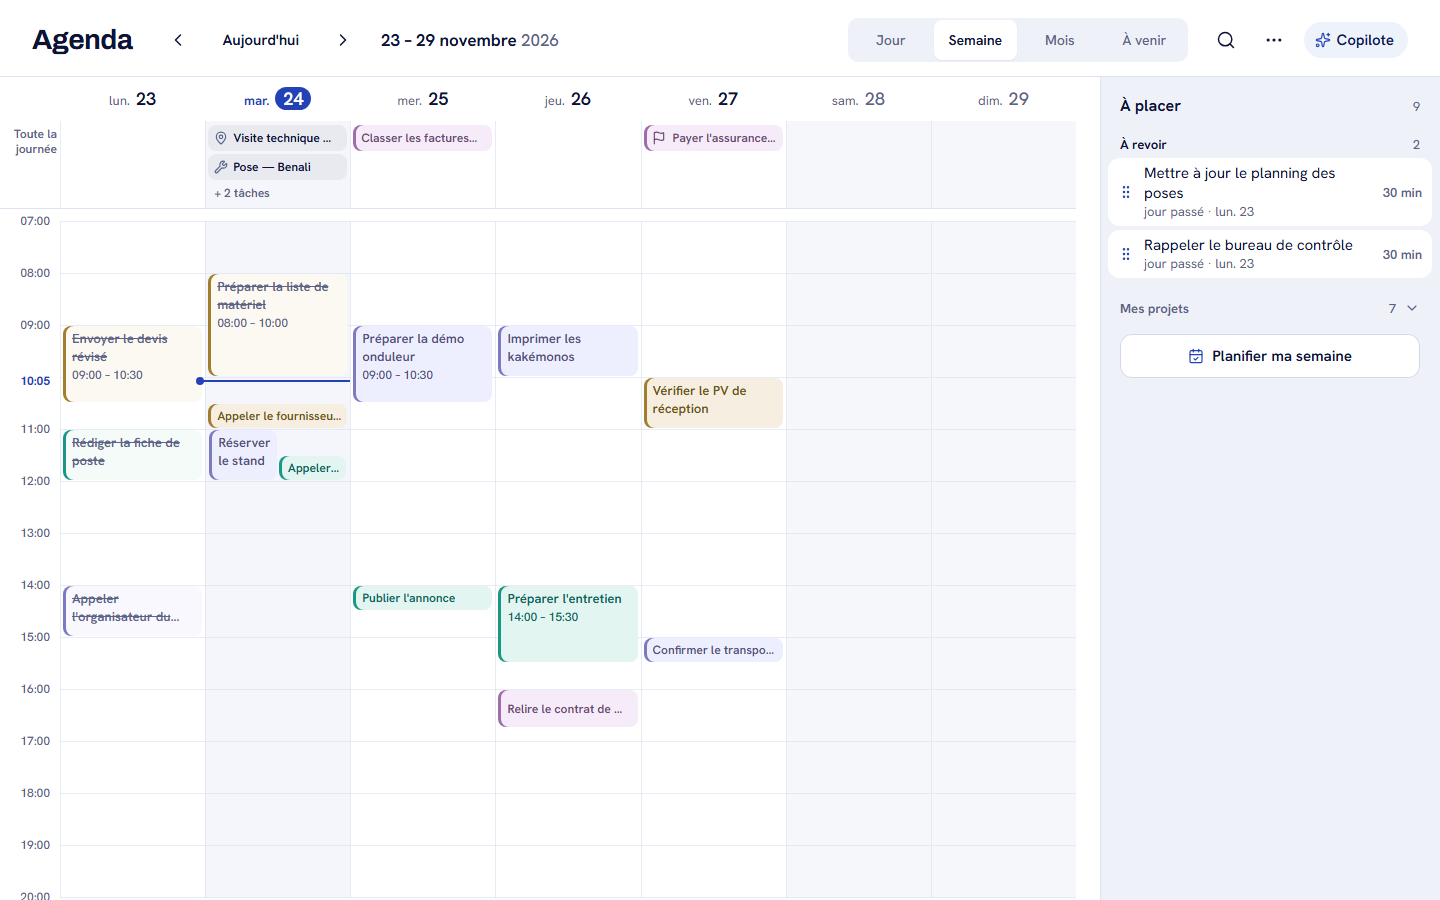 Agenda
Aujourd'hui
23 – 29 novembre 2026
Jour
Semaine
Mois
À venir
Copilote
lun. 23
mar. 24
mer. 25
jeu. 26
ven. 27
sam. 28
dim. 29
Toute la
journée
Visite technique ...
Pose — Benali
+ 2 tâches
Classer les factures...
Payer l'assurance...
07:00
08:00
09:00
10:05
11:00
12:00
13:00
14:00
15:00
16:00
17:00
18:00
19:00
20:00
Envoyer le devis
révisé
09:00 – 10:30
Rédiger la fiche de
poste
Appeler
l'organisateur du...
Préparer la liste de
matériel
08:00 – 10:00
Appeler le fournisseu...
Réserver
le stand
Appeler...
Préparer la démo
onduleur
09:00 – 10:30
Publier l'annonce
Imprimer les
kakémonos
Préparer l'entretien
14:00 – 15:30
Relire le contrat de ...
Vérifier le PV de
réception
Confirmer le transpo...
À placer
9
À revoir
2
Mettre à jour le planning des
poses
jour passé · lun. 23
30 min
Rappeler le bureau de contrôle
jour passé · lun. 23
30 min
Mes projets
7
Planifier ma semaine